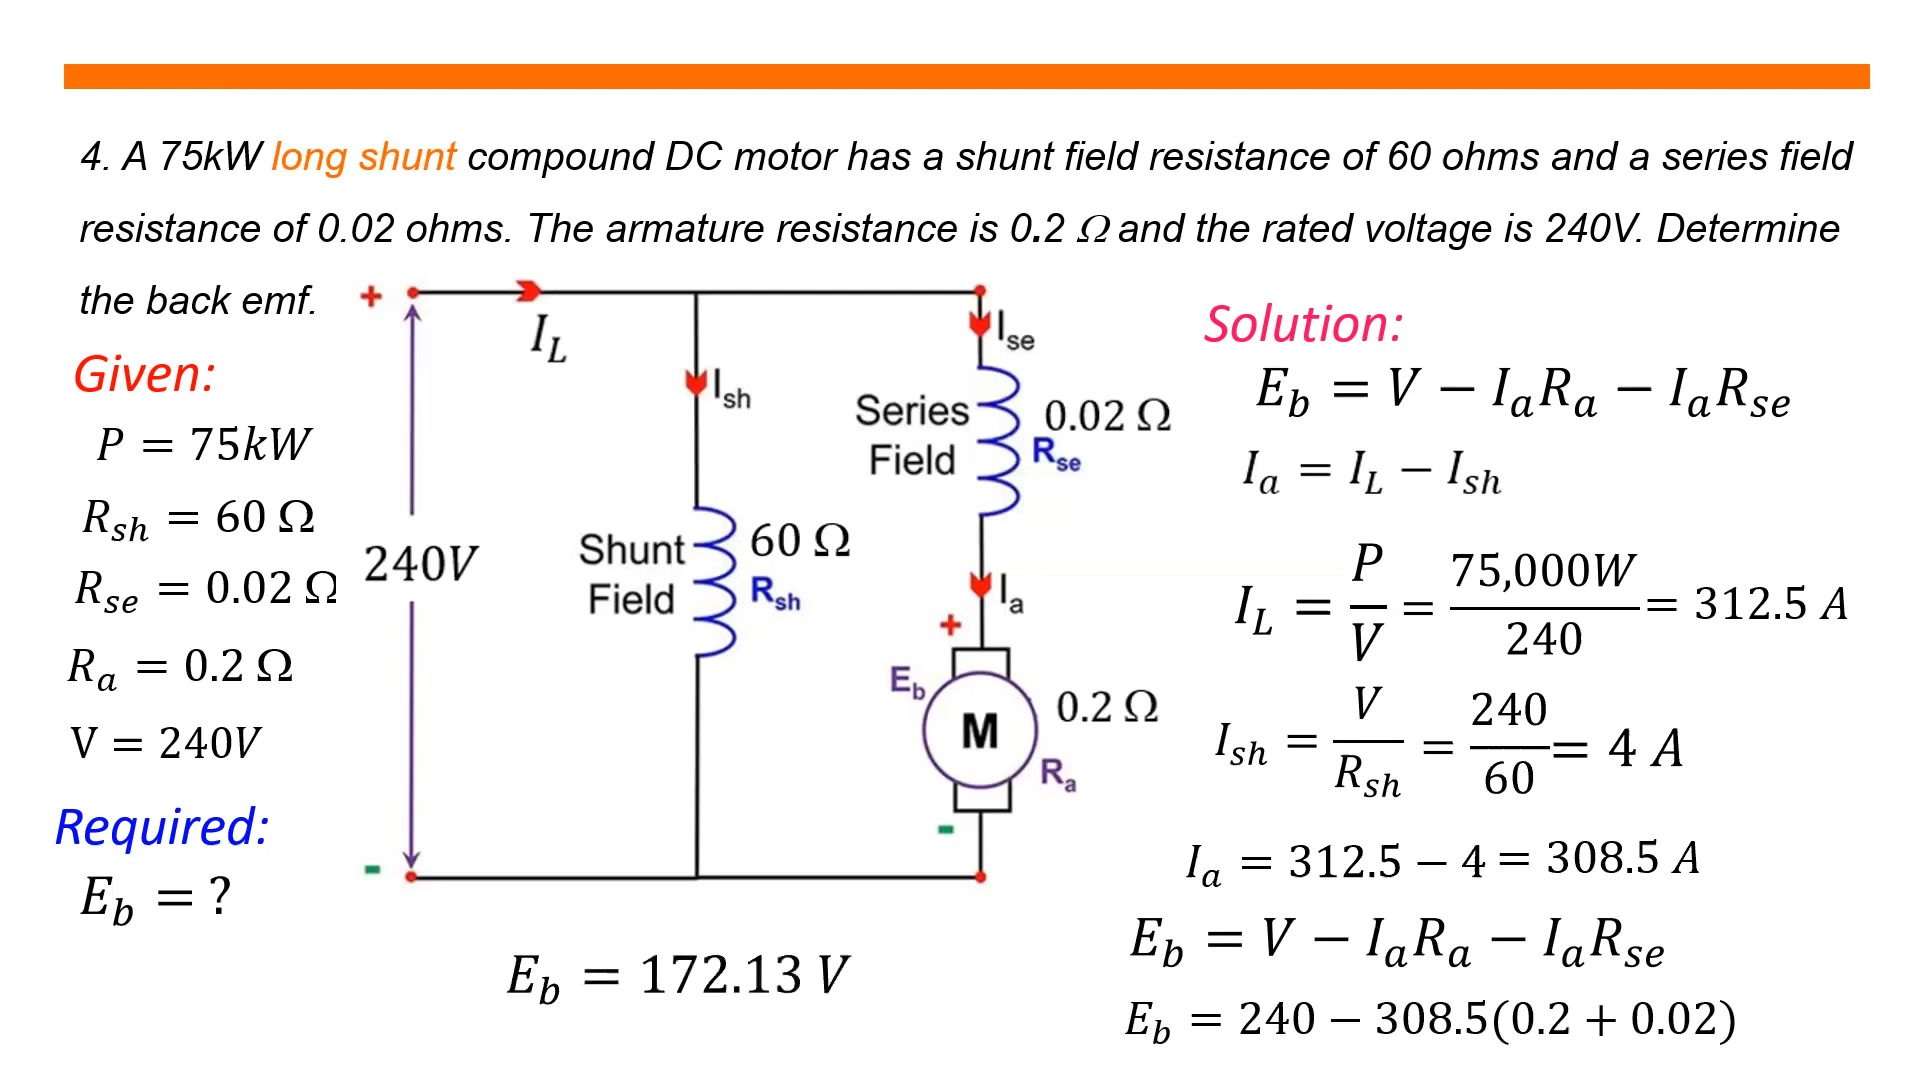 4. A 75kW long shunt compound DC motor has a shunt field resistance of 60 ohms and a series field
resistance of 0.02 ohms. The armature resistance is 0.2 Ω and the rated voltage is 240V. Determine
the back emf.
Given:
P = 75kW
R_sh = 60 Ω
R_se = 0.02 Ω
R_a = 0.2 Ω
V = 240V
Required:
E_b = ?
+
I_L
I_sh
I_se
240V
Shunt
Field
60 Ω
R_sh
Series
Field
0.02 Ω
R_se
I_a
+
E_b
M
0.2 Ω
R_a
-
-
E_b = 172.13 V
Solution:
E_b = V − I_aR_a − I_aR_se
I_a = I_L − I_sh
I_L = P/V = 75,000W/240 = 312.5 A
I_sh = V/R_sh = 240/60 = 4 A
I_a = 312.5 − 4 = 308.5 A
E_b = V − I_aR_a − I_aR_se
E_b = 240 − 308.5(0.2 + 0.02)